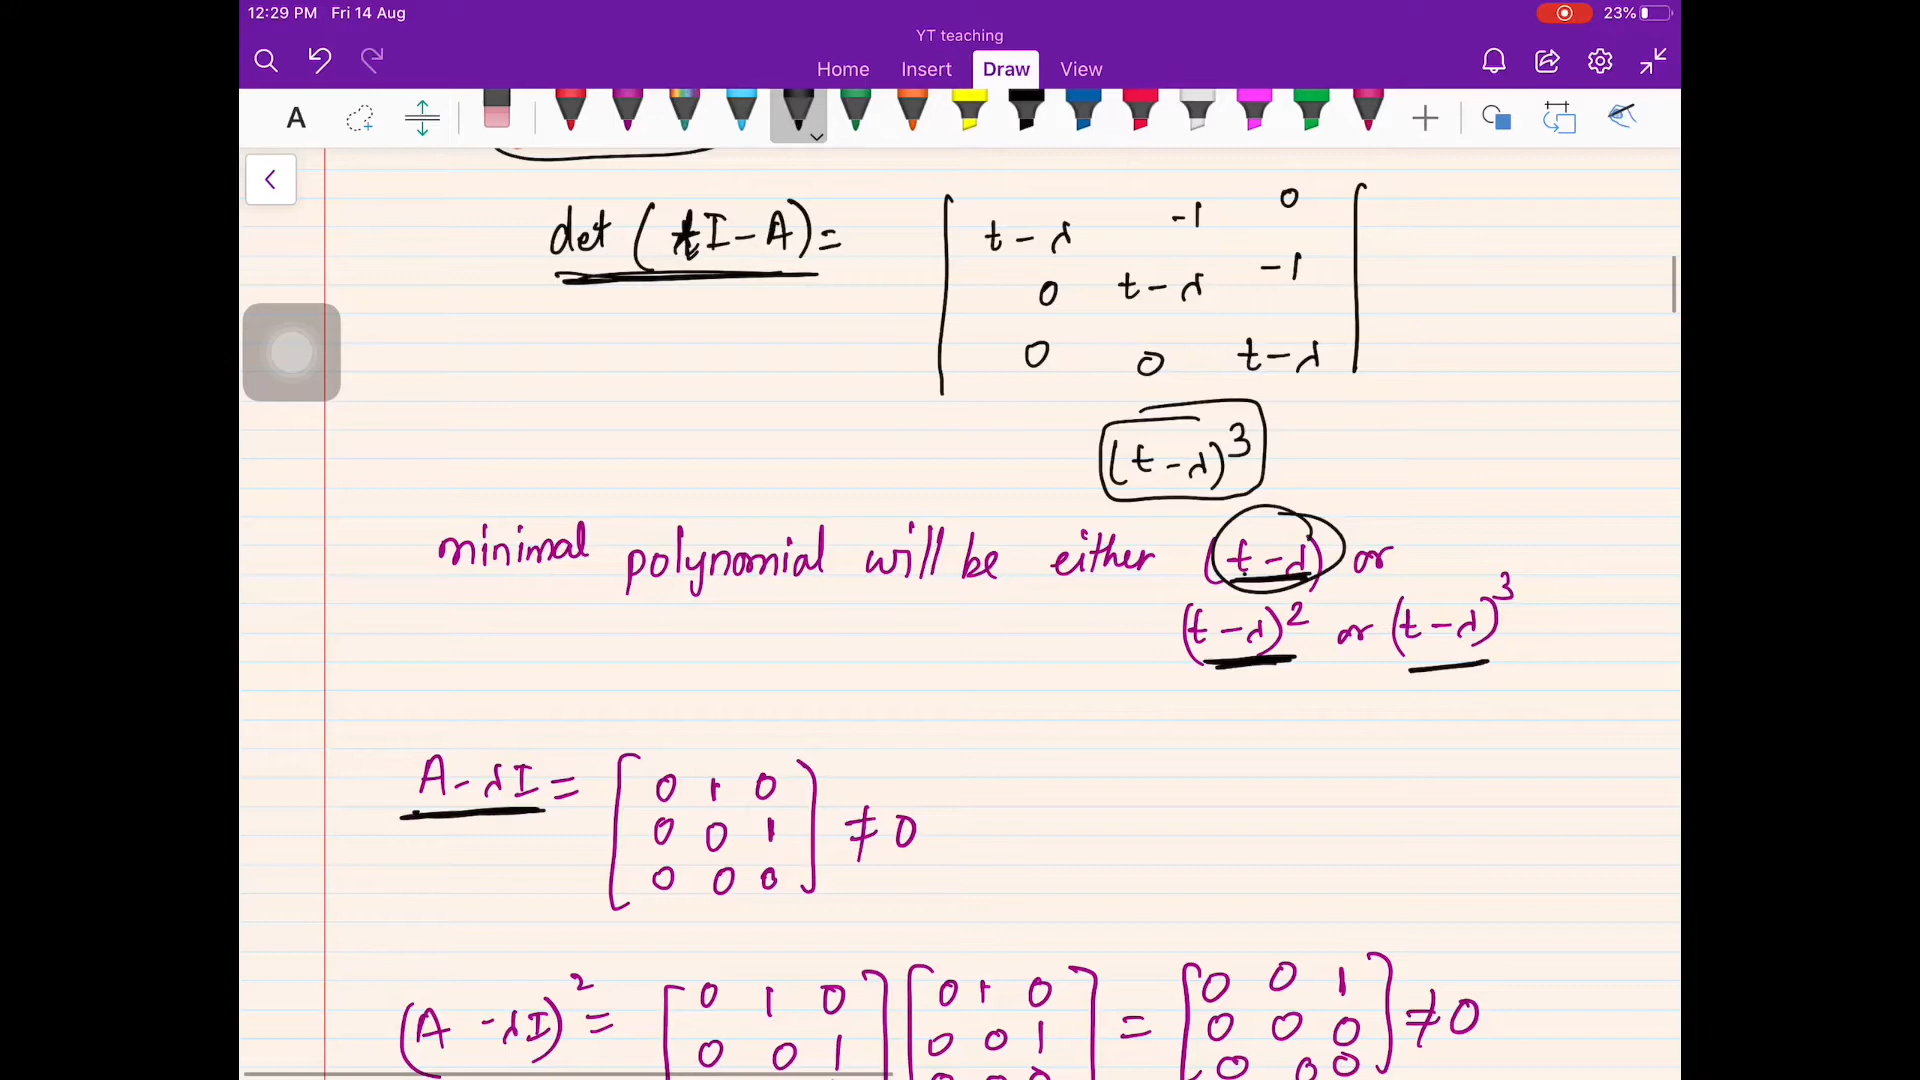 12:29 PM Fri 14 Aug
23%
YT teaching
Home Insert Draw View
A
det (tI - A) =
t - λ -1 0
0 t - λ -1
0 0 t - λ
(t - λ)³
minimal polynomial will be either (t - λ) or
(t - λ)² or (t - λ)³
A - λI = [ 0 1 0
0 0 1
0 0 0 ] ≠ 0
(A - λI)² = [ 0 1 0 [ 0 1 0 = [ 0 0 1 ≠ 0
0 0 1 0 0 1 0 0 0
0 0 0